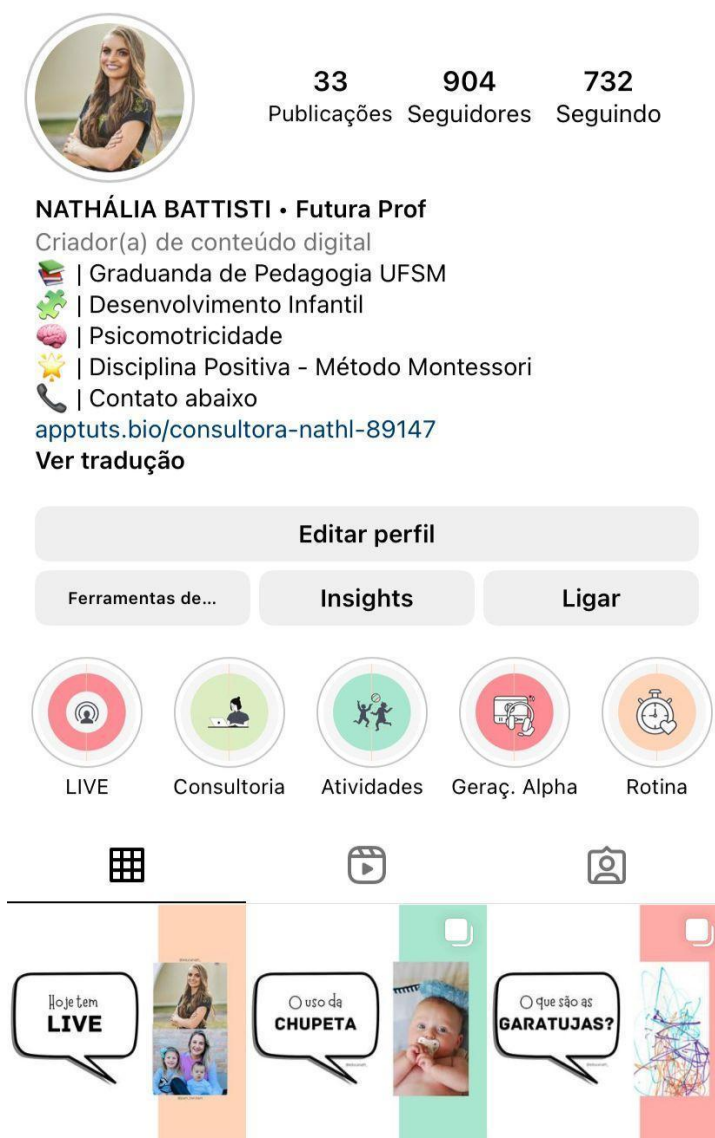 33 904 732
Publicações Seguidores Seguindo
NATHÁLIA BATTISTI • Futura Prof
Criador(a) de conteúdo digital
📚 | Graduanda de Pedagogia UFSM
🧩 | Desenvolvimento Infantil
🧠 | Psicomotricidade
🌟 | Disciplina Positiva - Método Montessori
📞 | Contato abaixo
apptuts.bio/consultora-nathl-89147
Ver tradução
Editar perfil
Ferramentas de... Insights Ligar
LIVE Consultoria Atividades Geraç. Alpha Rotina
Hoje tem
LIVE
O uso da
CHUPETA
O que são as
GARATUJAS?